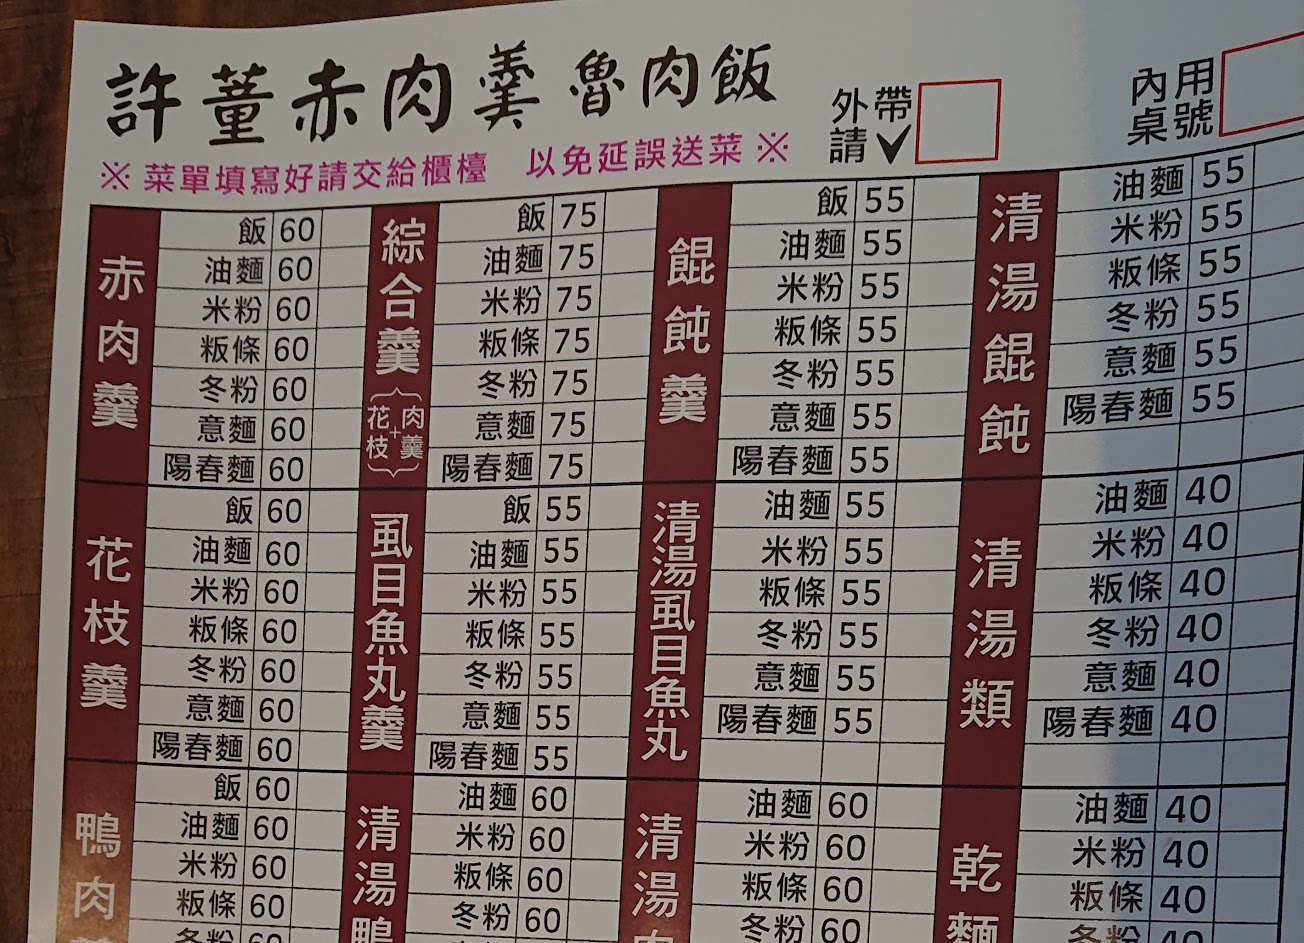 許董赤肉羹 魯肉飯
外帶請✓
內用桌號
※ 菜單填寫好請交給櫃檯 以免延誤送菜 ※
赤肉羹
飯 60
油麵 60
米粉 60
粄條 60
冬粉 60
意麵 60
陽春麵 60
綜合羹(花枝+肉羹)
飯 75
油麵 75
米粉 75
粄條 75
冬粉 75
意麵 75
陽春麵 75
餛飩羹
飯 55
油麵 55
米粉 55
粄條 55
冬粉 55
意麵 55
陽春麵 55
清湯餛飩
油麵 55
米粉 55
粄條 55
冬粉 55
意麵 55
陽春麵 55
花枝羹
飯 60
油麵 60
米粉 60
粄條 60
冬粉 60
意麵 60
陽春麵 60
虱目魚丸羹
飯 55
油麵 55
米粉 55
粄條 55
冬粉 55
意麵 55
陽春麵 55
清湯虱目魚丸
油麵 55
米粉 55
粄條 55
冬粉 55
意麵 55
陽春麵 55
清湯類
油麵 40
米粉 40
粄條 40
冬粉 40
意麵 40
陽春麵 40
鴨肉羹
飯 60
油麵 60
米粉 60
粄條 60
冬粉 60
清湯鴨
油麵 60
米粉 60
粄條 60
冬粉 60
清湯肉
油麵 60
米粉 60
粄條 60
冬粉 60
乾麵
油麵 40
米粉 40
粄條 40
冬粉 40